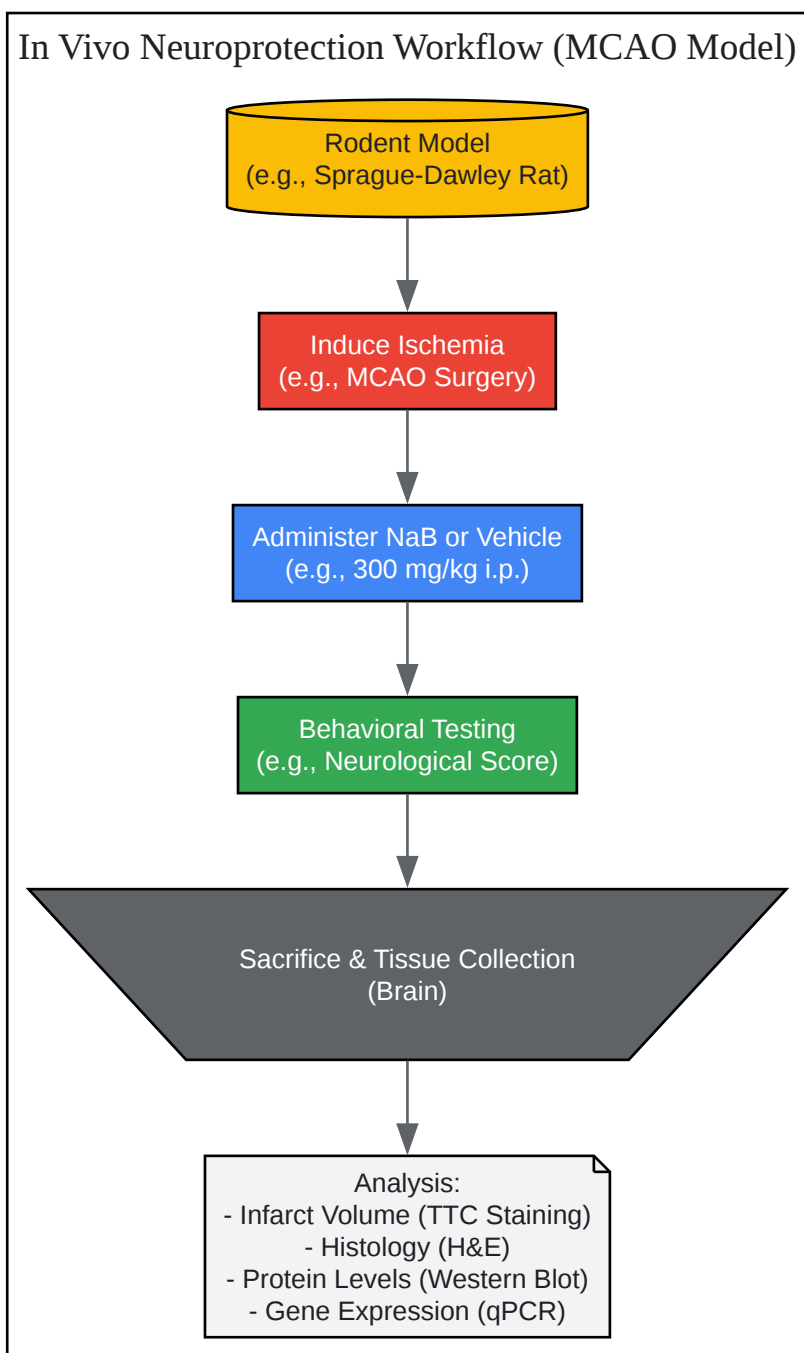 In Vivo Neuroprotection Workflow (MCAO Model)
Rodent Model
(e.g., Sprague-Dawley Rat)
Induce Ischemia
(e.g., MCAO Surgery)
Administer NaB or Vehicle
(e.g., 300 mg/kg i.p.)
Behavioral Testing
(e.g., Neurological Score)
Sacrifice & Tissue Collection
(Brain)
Analysis:
- Infarct Volume (TTC Staining)
- Histology (H&E)
- Protein Levels (Western Blot)
- Gene Expression (qPCR)